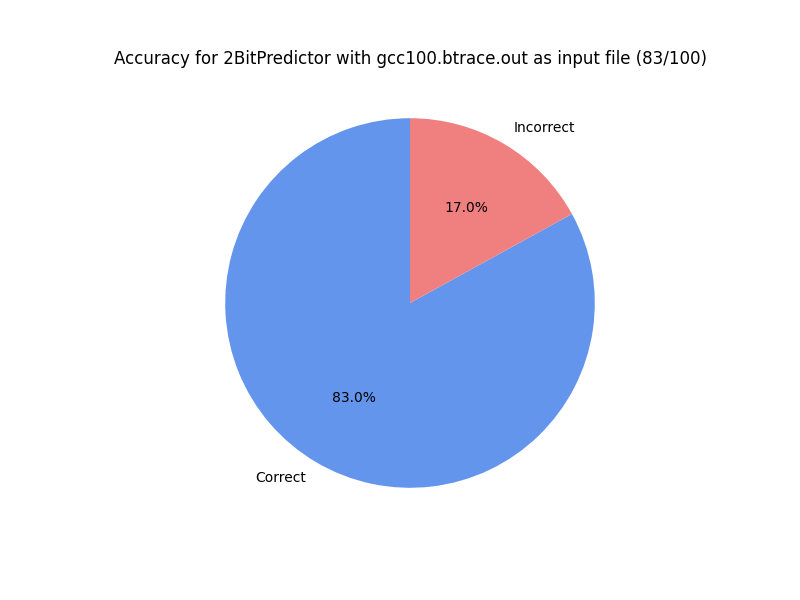 Accuracy for 2BitPredictor with gcc100.btrace.out as input file (83/100)
Incorrect
17.0%
83.0%
Correct